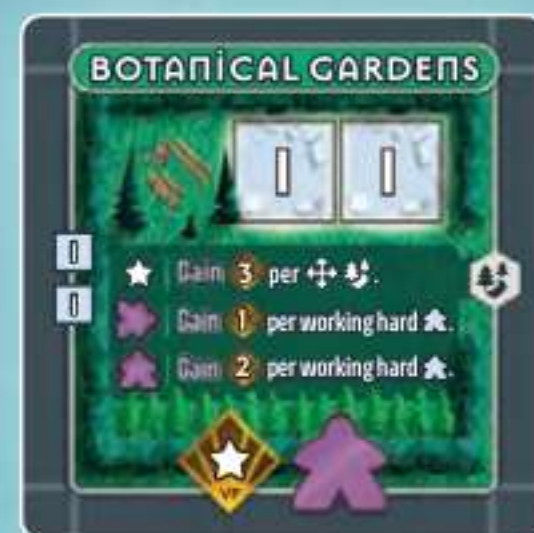 BOTANICAL GARDENS
I I
I
I
Gain 3 per .
Gain 1 per working hard .
Gain 2 per working hard .
VP